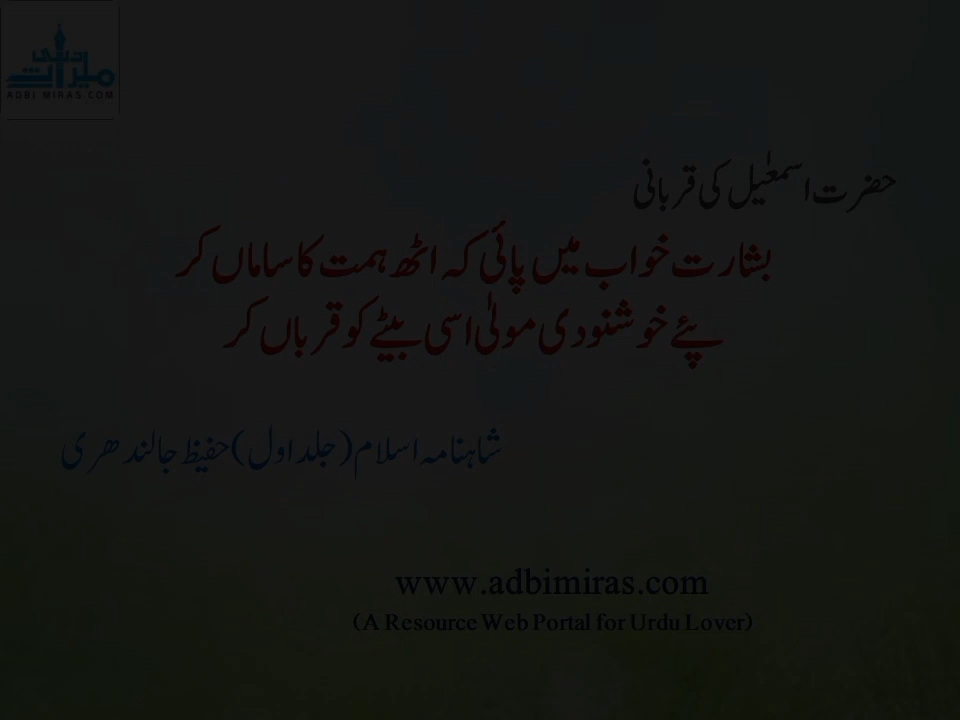 ادبی
میراث
ADBI MIRAS.COM
حضرت اسمعٰیل کی قربانی
بشارت خواب میں پائی کہ اٹھ ہمت کا ساماں کر
پئے خوشنودی مولیٰ اسی بیٹے کو قرباں کر
شاہنامہ اسلام (جلد اول) حفیظ جالندھری
www.adbimiras.com
(A Resource Web Portal for Urdu Lover)